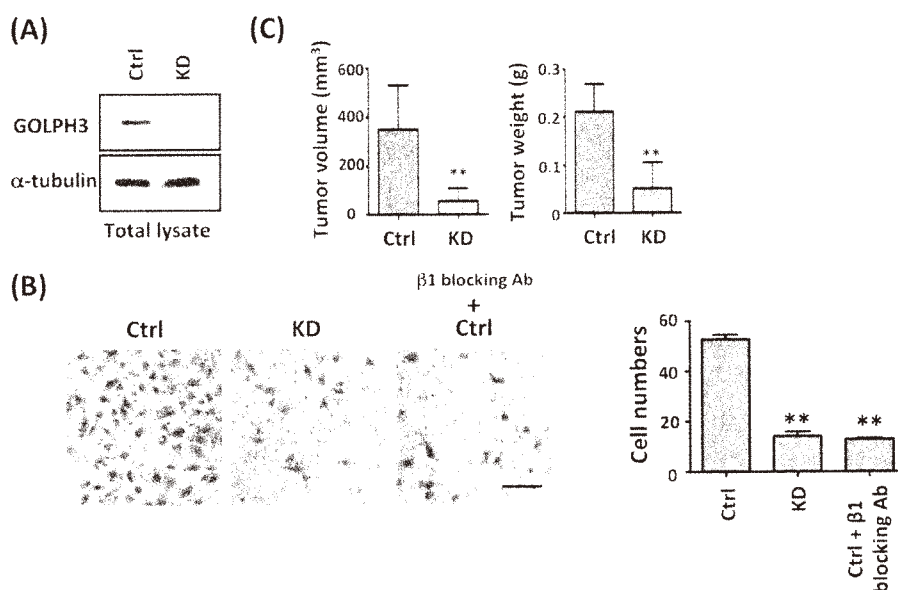 (A)
Ctrl
KD
GOLPH3
α-tubulin
Total lysate
(C)
Tumor volume (mm³)
600
400
200
0
Ctrl
KD
**
Tumor weight (g)
0.3
0.2
0.1
0
Ctrl
KD
**
(B)
Ctrl
KD
β1 blocking Ab
+
Ctrl
Cell numbers
60
40
20
0
**
**
Ctrl
KD
Ctrl + β1
blocking Ab